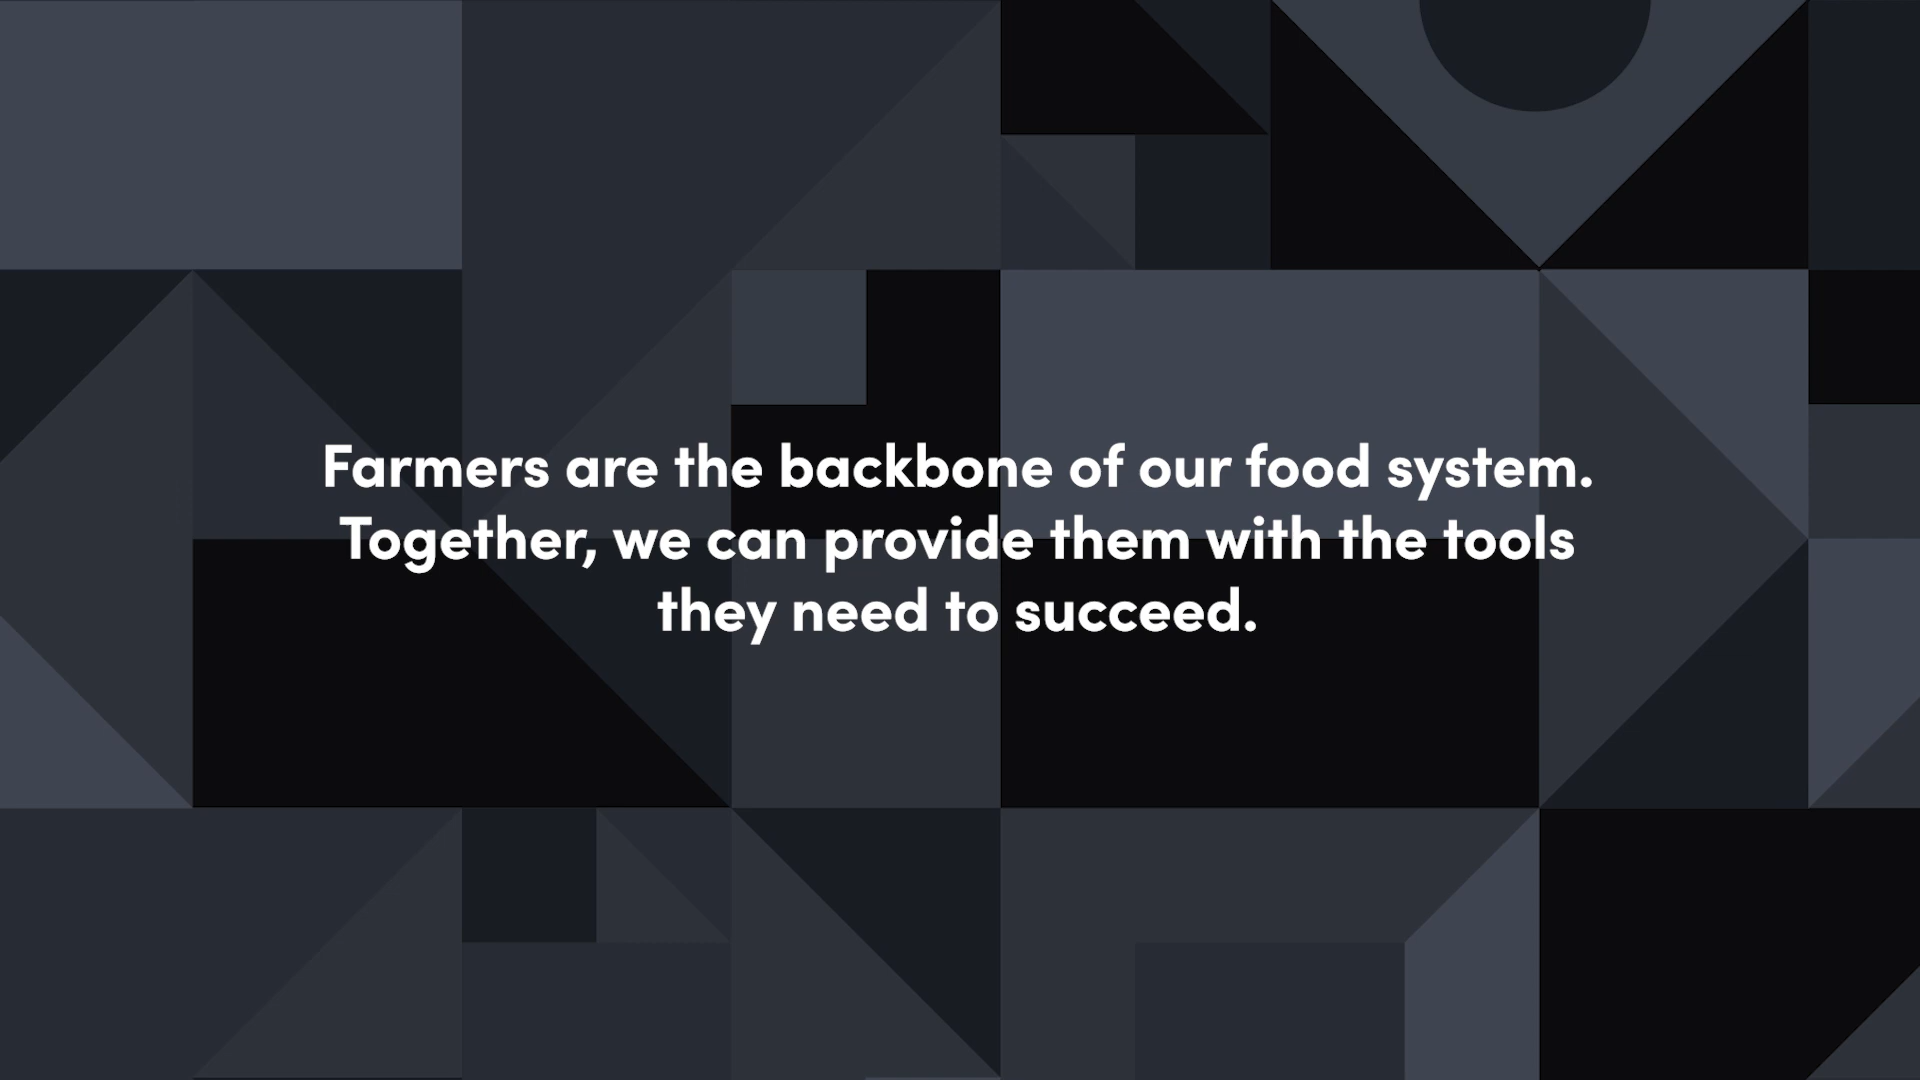 Farmers are the backbone of our food system.
Together, we can provide them with the tools
they need to succeed.